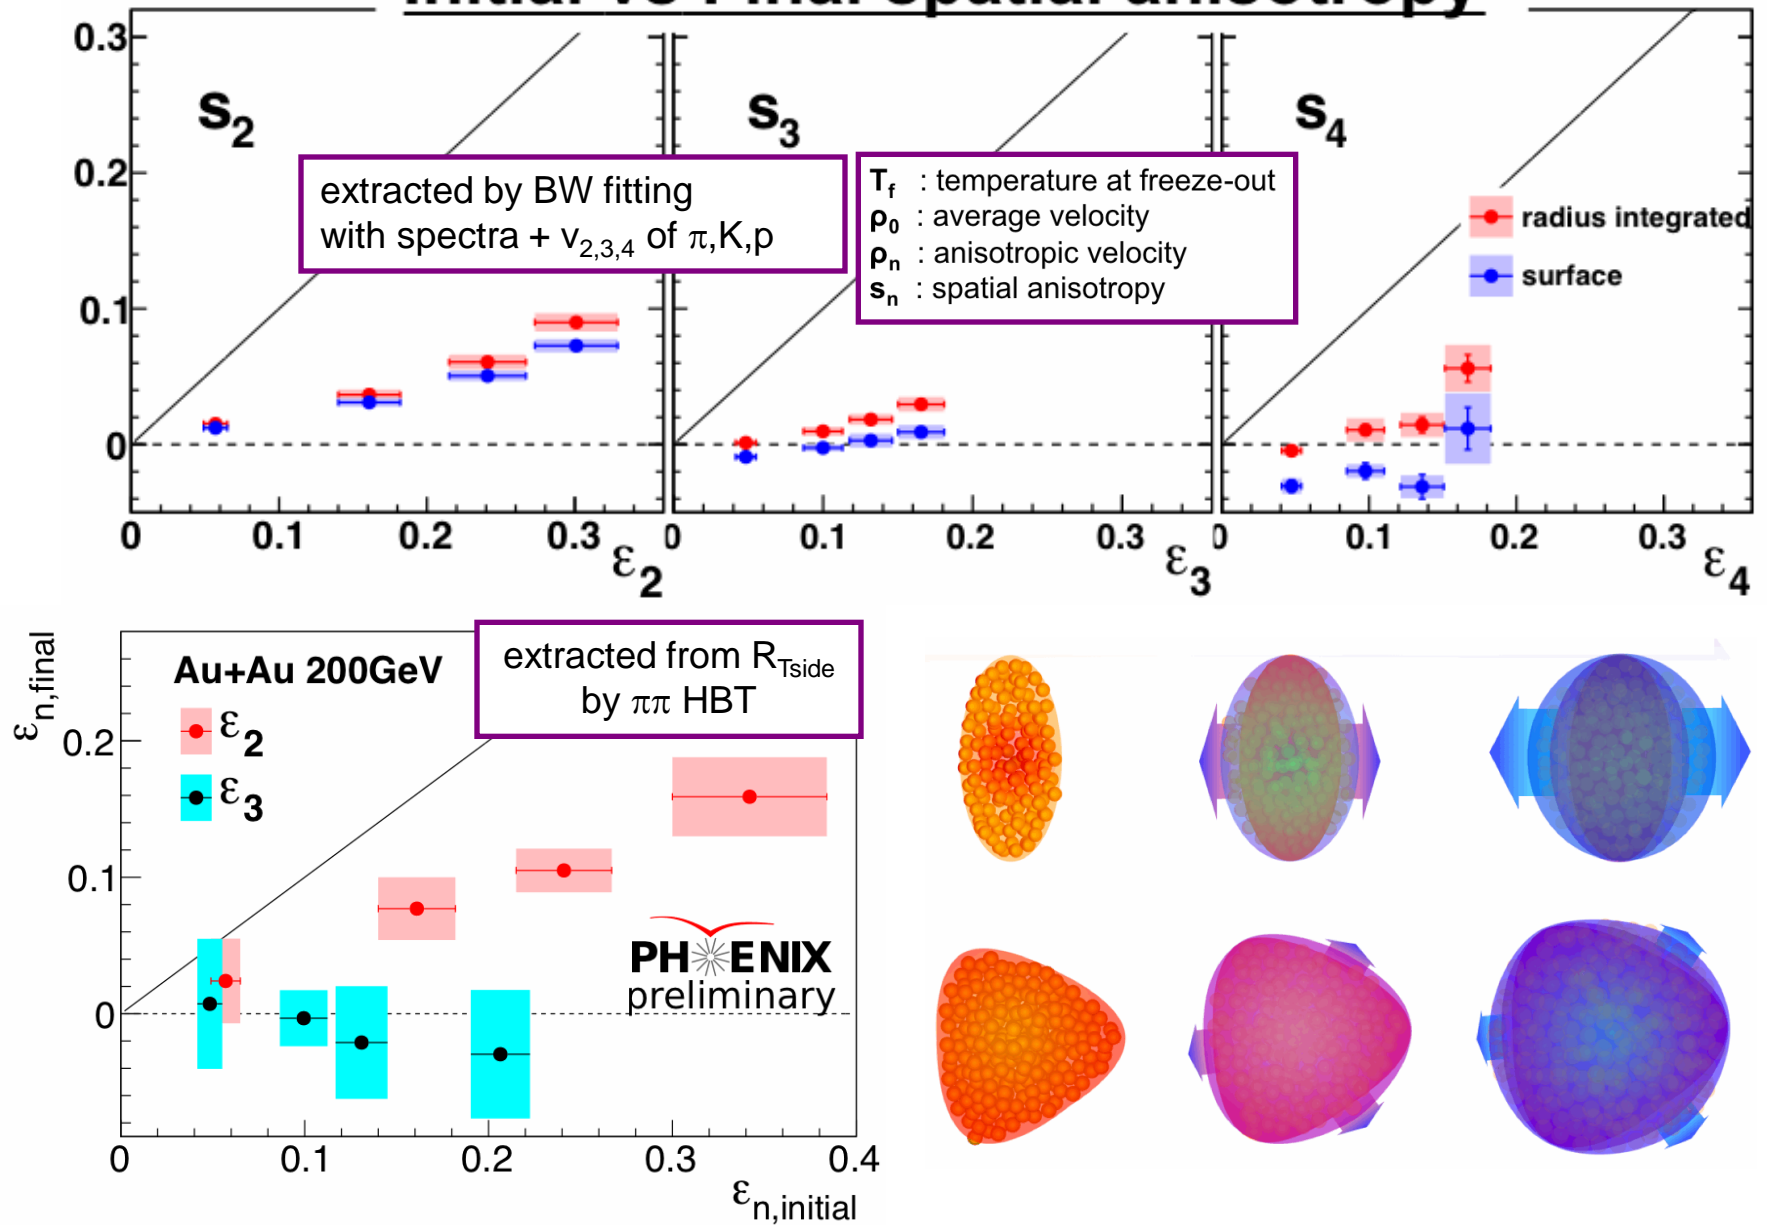 Initial vs Final spatial anisotropy
0.3
0.2
0.1
0
s2
s3
s4
extracted by BW fitting
with spectra + v2,3,4 of π,K,p
Tf : temperature at freeze-out
ρ0 : average velocity
ρn : anisotropic velocity
sn : spatial anisotropy
radius integrated
surface
0 0.1 0.2 0.3 ε2
0 0.1 0.2 0.3 ε3
0 0.1 0.2 0.3 ε4
εn,final
Au+Au 200GeV
ε2
ε3
extracted from RTside
by ππ HBT
0.2
0.1
0
PHENIX
preliminary
0 0.1 0.2 0.3 0.4
εn,initial